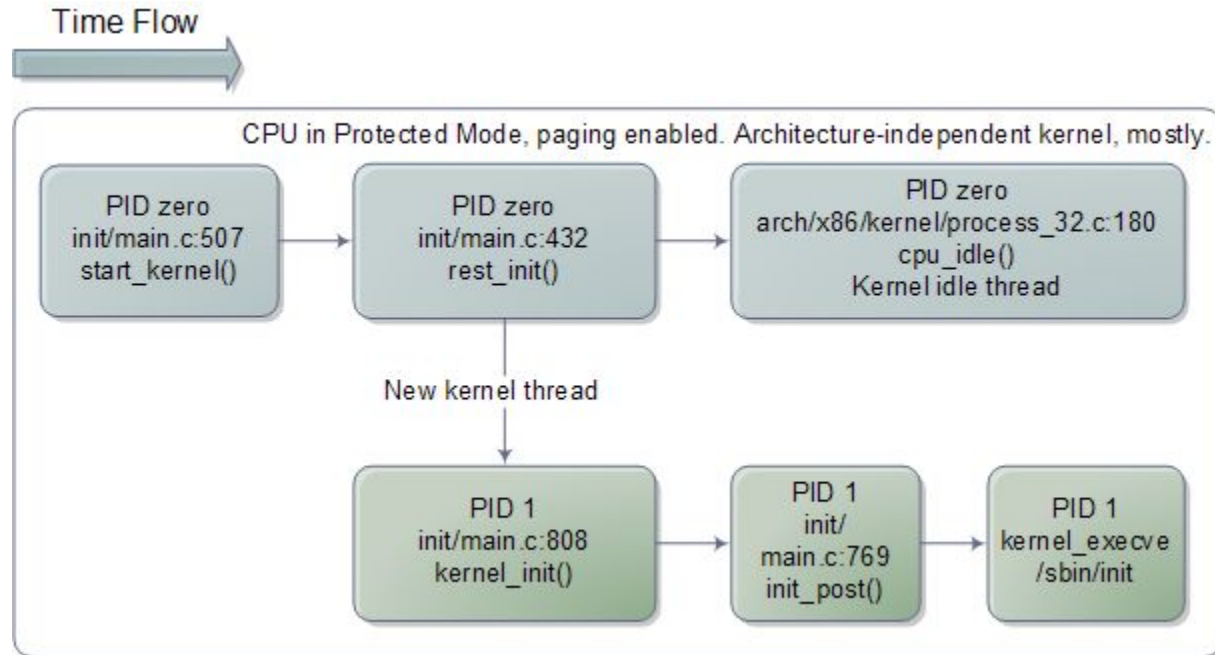 Time Flow
CPU in Protected Mode, paging enabled. Architecture-independent kernel, mostly.
PID zero
init/main.c:507
start_kernel()
PID zero
init/main.c:432
rest_init()
PID zero
arch/x86/kernel/process_32.c:180
cpu_idle()
Kernel idle thread
New kernel thread
PID 1
init/main.c:808
kernel_init()
PID 1
init/
main.c:769
init_post()
PID 1
kernel_execve
/sbin/init